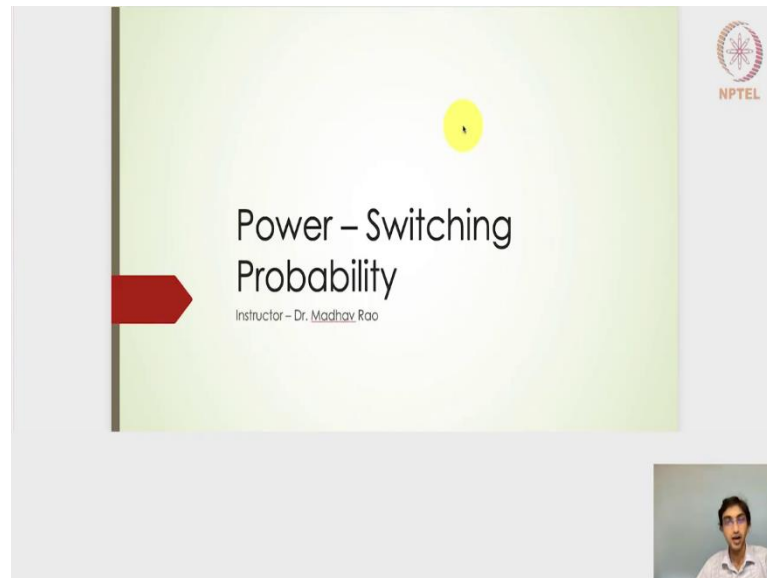 NPTEL
Power – Switching
Probability
Instructor – Dr. Madhav Rao